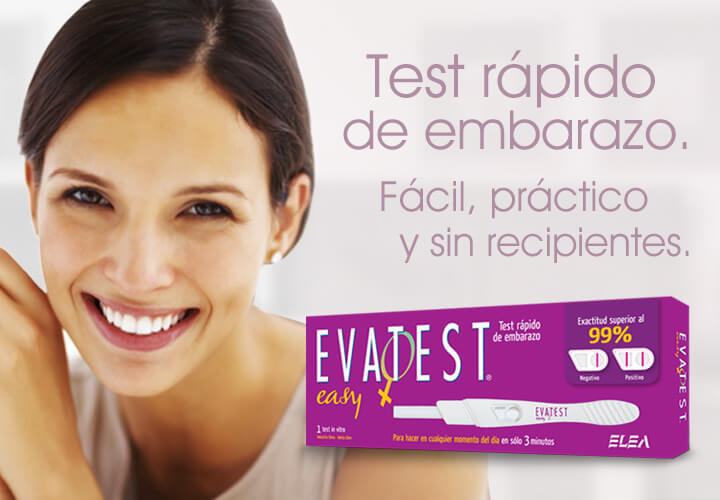 Test rápido
de embarazo.
Fácil, práctico
y sin recipientes.
EVATEST®
easy
Test rápido
de embarazo
Exactitud superior al
99%
Negativo
Positivo
EVATEST
easy
EVATEST
1 test in vitro
Para hacer en cualquier momento del día en sólo 3 minutos
ELEA